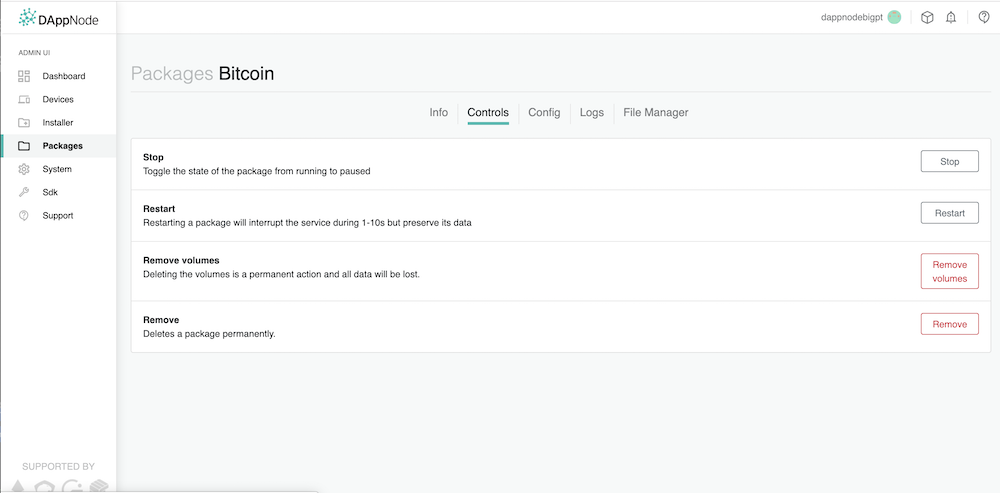 DAppNode
dappnodebigpt
ADMIN UI
Dashboard
Devices
Installer
Packages
System
Sdk
Support
SUPPORTED BY
Packages Bitcoin
Info
Controls
Config
Logs
File Manager
Stop
Toggle the state of the package from running to paused
Stop
Restart
Restarting a package will interrupt the service during 1-10s but preserve its data
Restart
Remove volumes
Deleting the volumes is a permanent action and all data will be lost.
Remove
volumes
Remove
Deletes a package permanently.
Remove